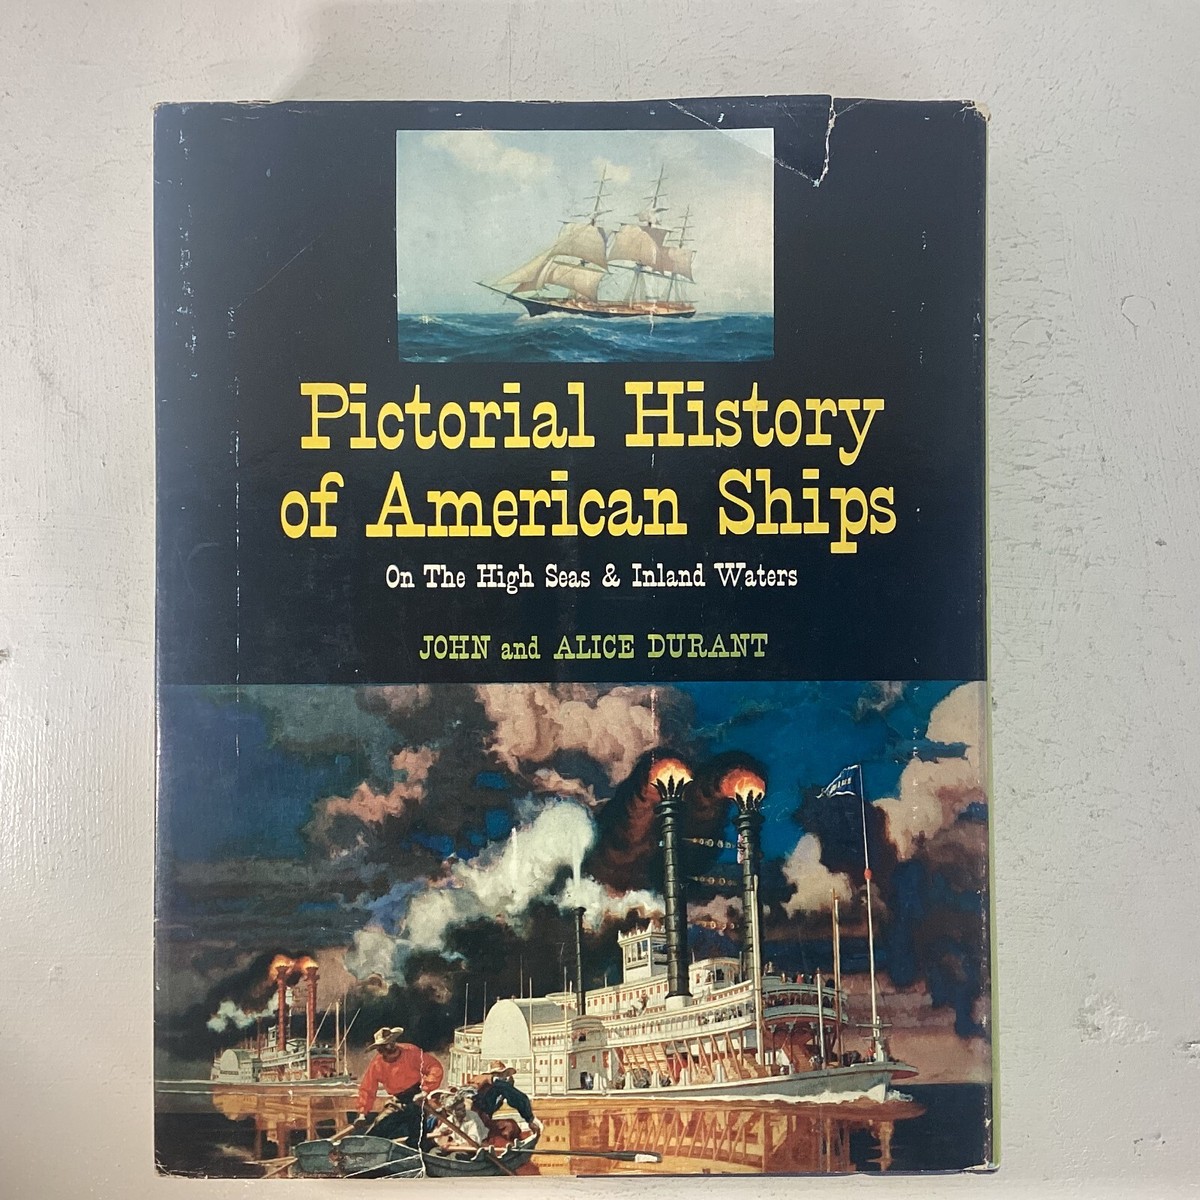 Pictorial History
of American Ships
On The High Seas & Inland Waters
JOHN and ALICE DURANT